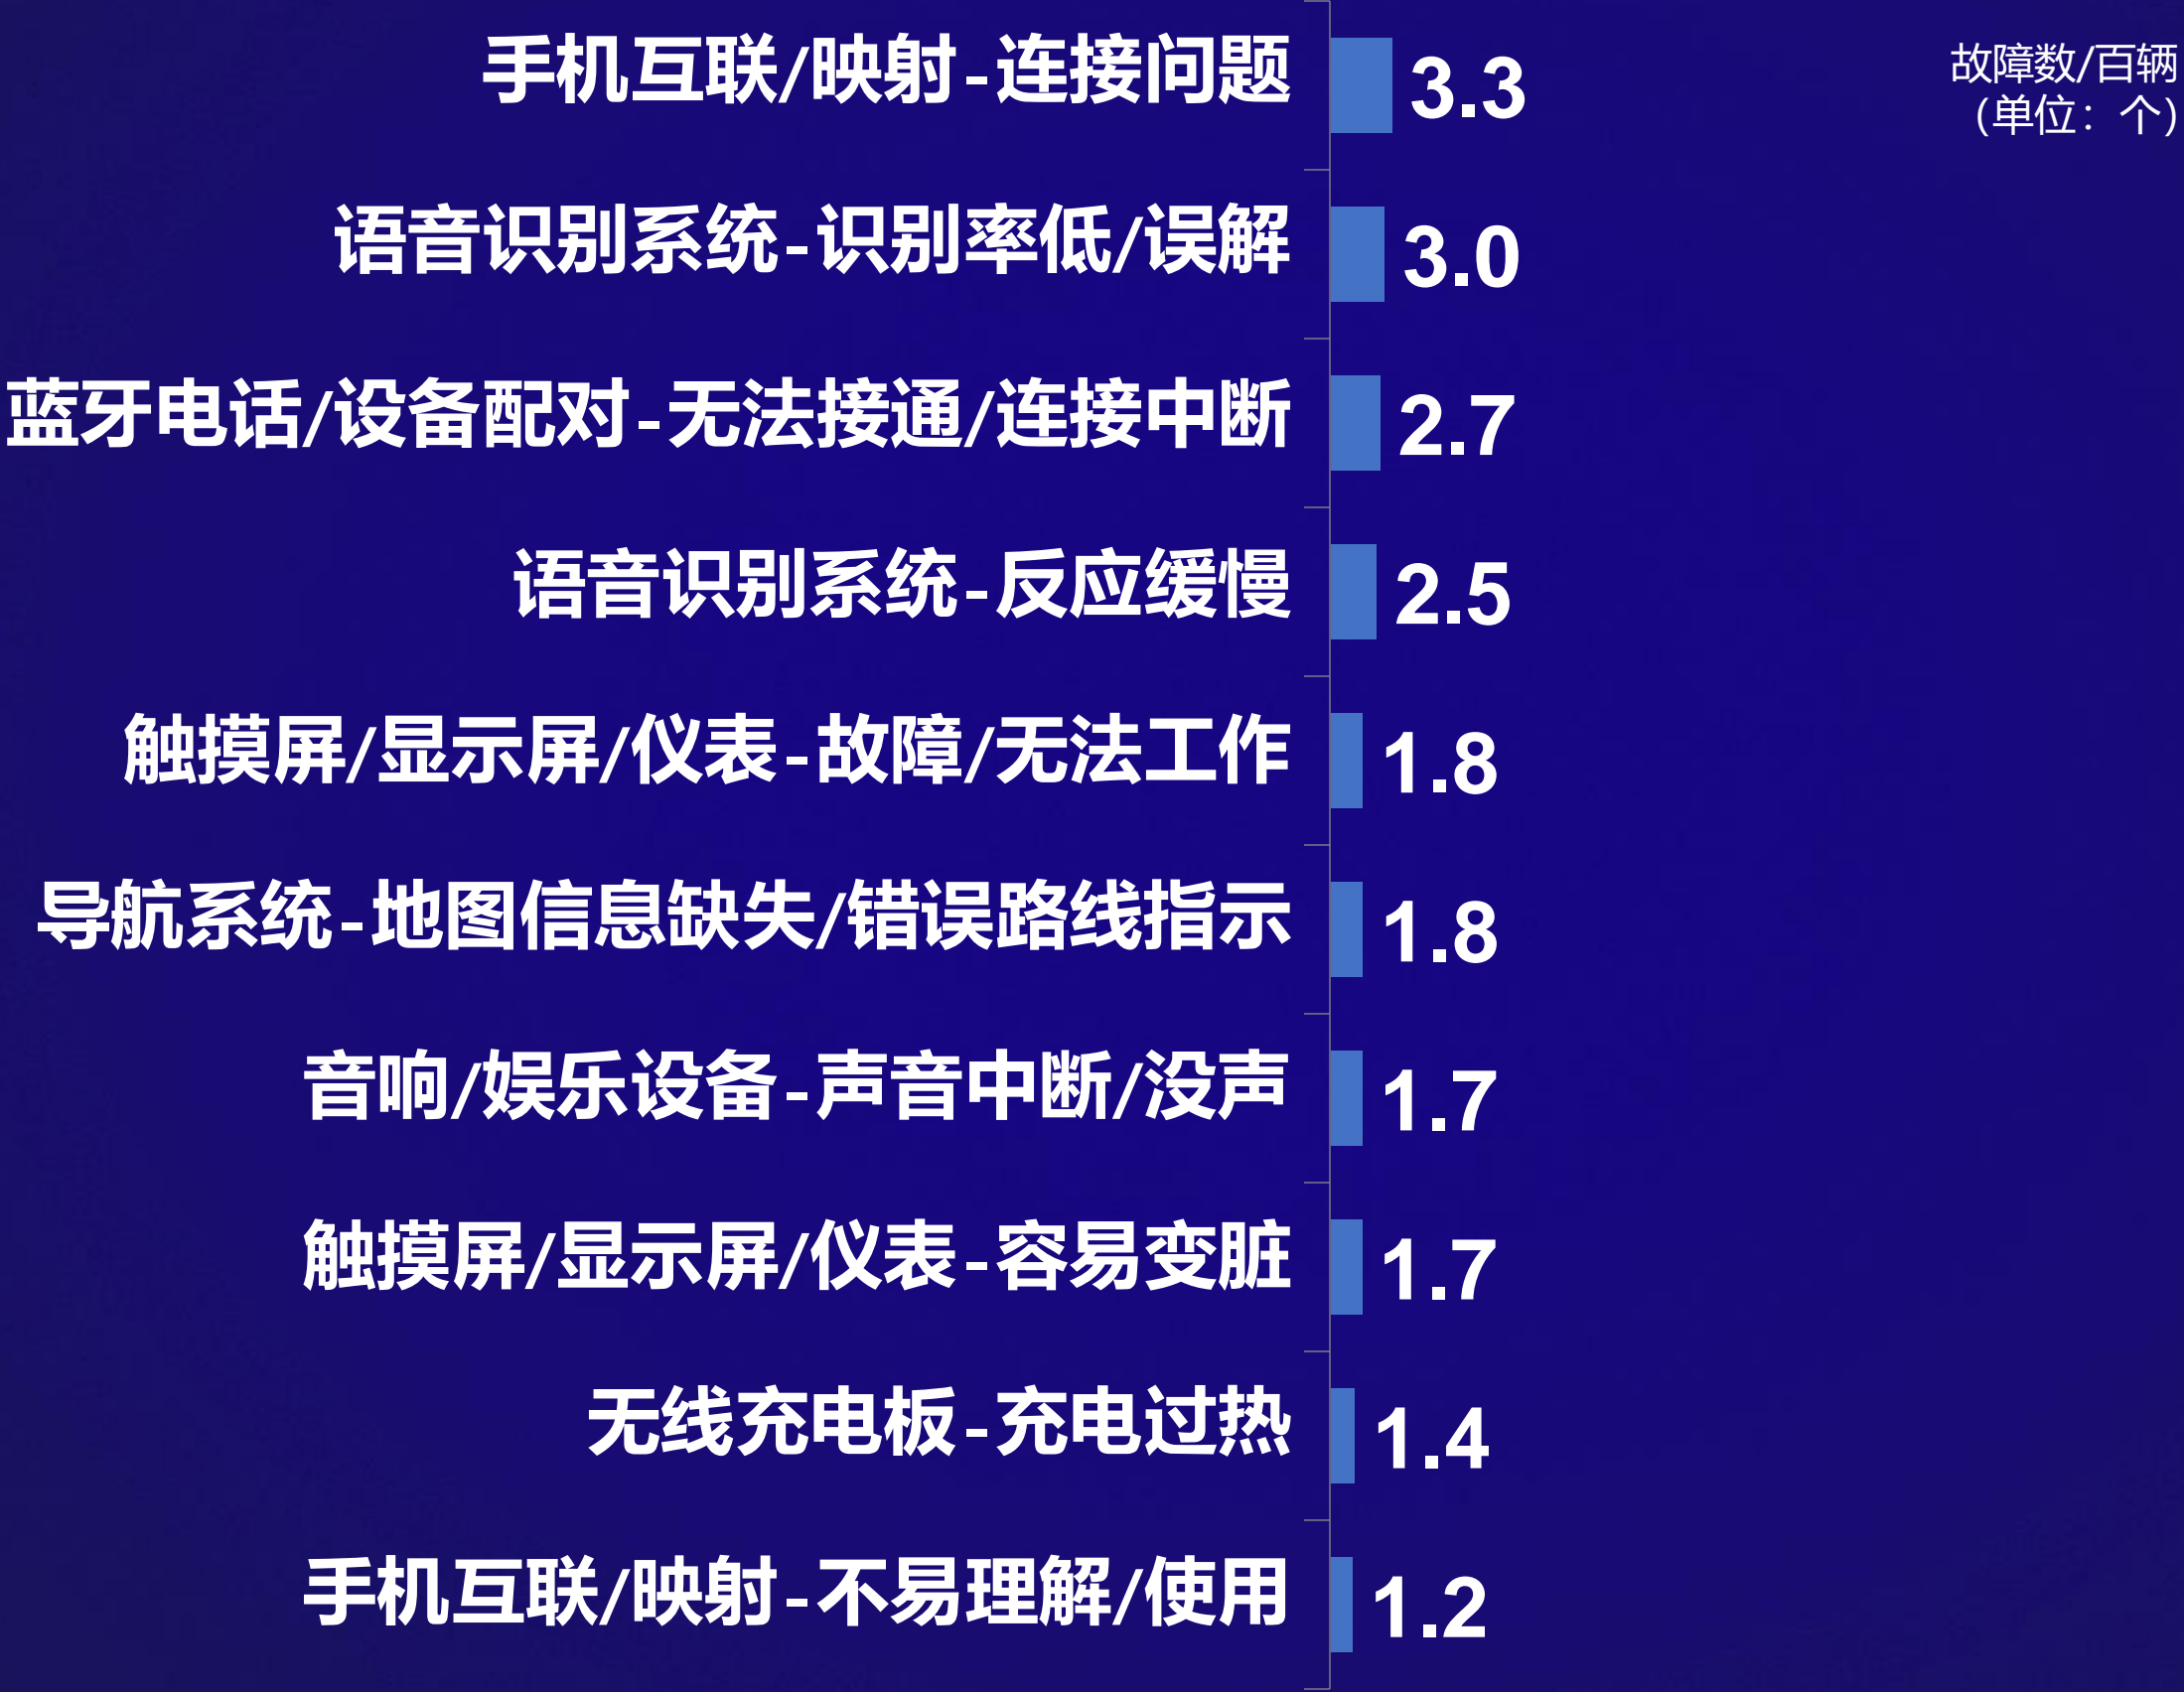 手机互联/映射-连接问题 3.3
故障数/百辆
（单位：个）
语音识别系统-识别率低/误解 3.0
蓝牙电话/设备配对-无法接通/连接中断 2.7
语音识别系统-反应缓慢 2.5
触摸屏/显示屏/仪表-故障/无法工作 1.8
导航系统-地图信息缺失/错误路线指示 1.8
音响/娱乐设备-声音中断/没声 1.7
触摸屏/显示屏/仪表-容易变脏 1.7
无线充电板-充电过热 1.4
手机互联/映射-不易理解/使用 1.2